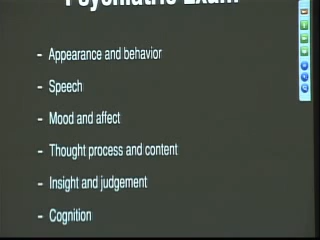 Psychiatric Exam
- Appearance and behavior
- Speech
- Mood and affect
- Thought process and content
- Insight and judgement
- Cognition